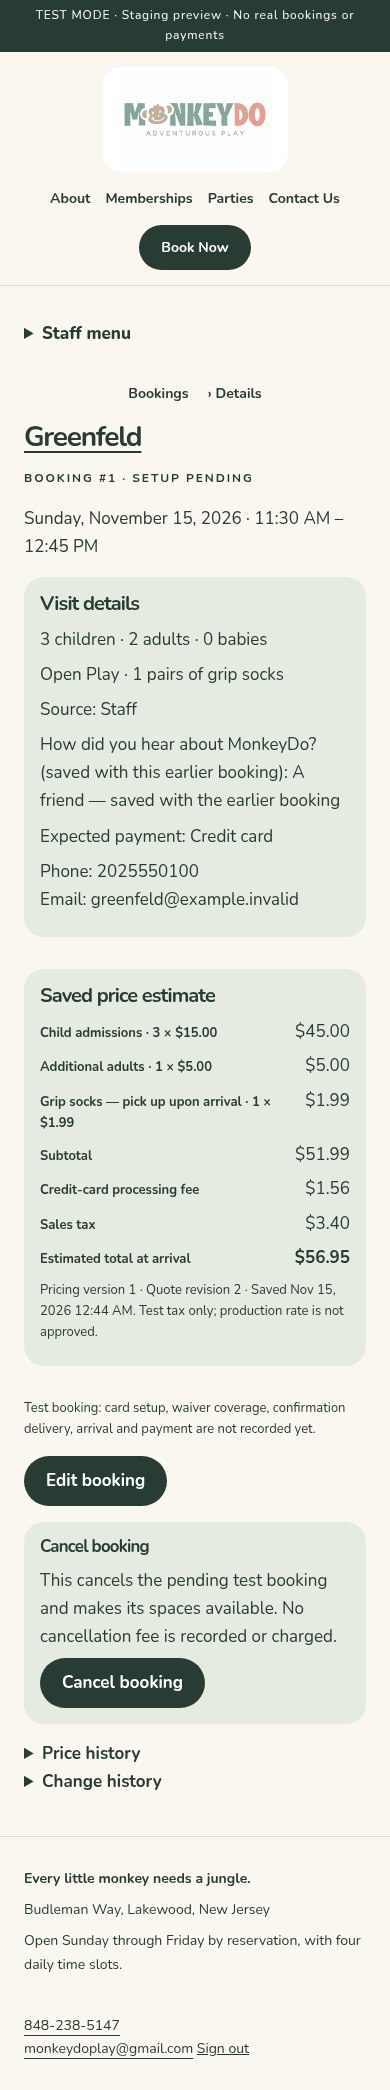 TEST MODE · Staging preview · No real bookings or
payments
MONKEYDO
ADVENTUROUS PLAY
About Memberships Parties Contact Us
Book Now
▶ Staff menu
Bookings › Details
Greenfeld
BOOKING #1 · SETUP PENDING
Sunday, November 15, 2026 · 11:30 AM –
12:45 PM
Visit details
3 children · 2 adults · 0 babies
Open Play · 1 pairs of grip socks
Source: Staff
How did you hear about MonkeyDo?
(saved with this earlier booking): A
friend — saved with the earlier booking
Expected payment: Credit card
Phone: 2025550100
Email: greenfeld@example.invalid
Saved price estimate
Child admissions · 3 × $15.00 $45.00
Additional adults · 1 × $5.00 $5.00
Grip socks — pick up upon arrival · 1 × $1.99
$1.99
Subtotal $51.99
Credit-card processing fee $1.56
Sales tax $3.40
Estimated total at arrival $56.95
Pricing version 1 · Quote revision 2 · Saved Nov 15,
2026 12:44 AM. Test tax only; production rate is not
approved.
Test booking: card setup, waiver coverage, confirmation
delivery, arrival and payment are not recorded yet.
Edit booking
Cancel booking
This cancels the pending test booking
and makes its spaces available. No
cancellation fee is recorded or charged.
Cancel booking
▶ Price history
▶ Change history
Every little monkey needs a jungle.
Budleman Way, Lakewood, New Jersey
Open Sunday through Friday by reservation, with four
daily time slots.
848-238-5147
monkeydoplay@gmail.com Sign out